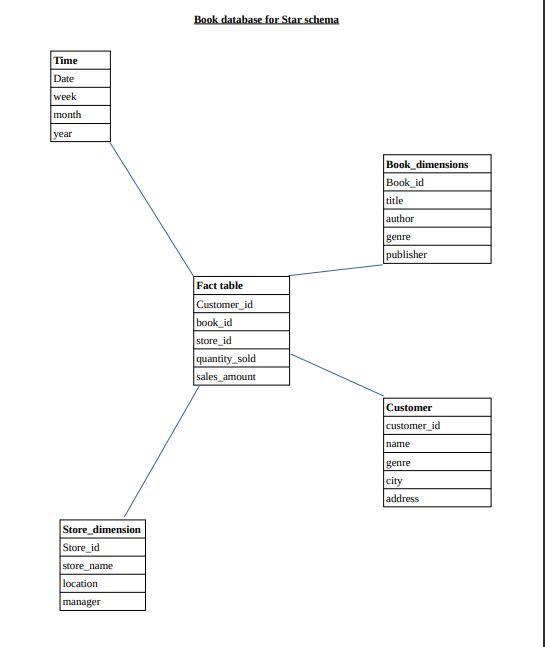 Book database for Star schema
Time
Date
week
month
year
Book_dimensions
Book_id
title
author
genre
publisher
Fact table
Customer_id
book_id
store_id
quantity_sold
sales_amount
Customer
customer_id
name
genre
city
address
Store_dimension
Store_id
store_name
location
manager